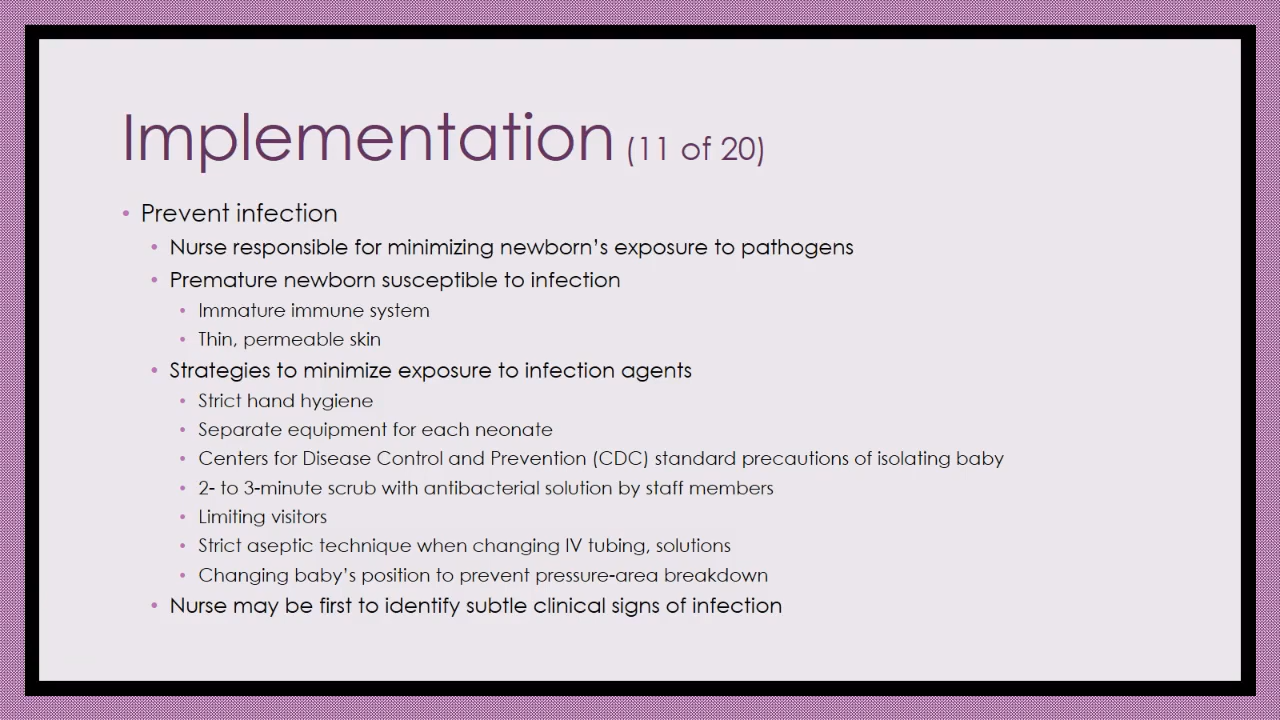 Implementation (11 of 20)
• Prevent infection
• Nurse responsible for minimizing newborn’s exposure to pathogens
• Premature newborn susceptible to infection
• Immature immune system
• Thin, permeable skin
• Strategies to minimize exposure to infection agents
• Strict hand hygiene
• Separate equipment for each neonate
• Centers for Disease Control and Prevention (CDC) standard precautions of isolating baby
• 2- to 3-minute scrub with antibacterial solution by staff members
• Limiting visitors
• Strict aseptic technique when changing IV tubing, solutions
• Changing baby’s position to prevent pressure-area breakdown
• Nurse may be first to identify subtle clinical signs of infection